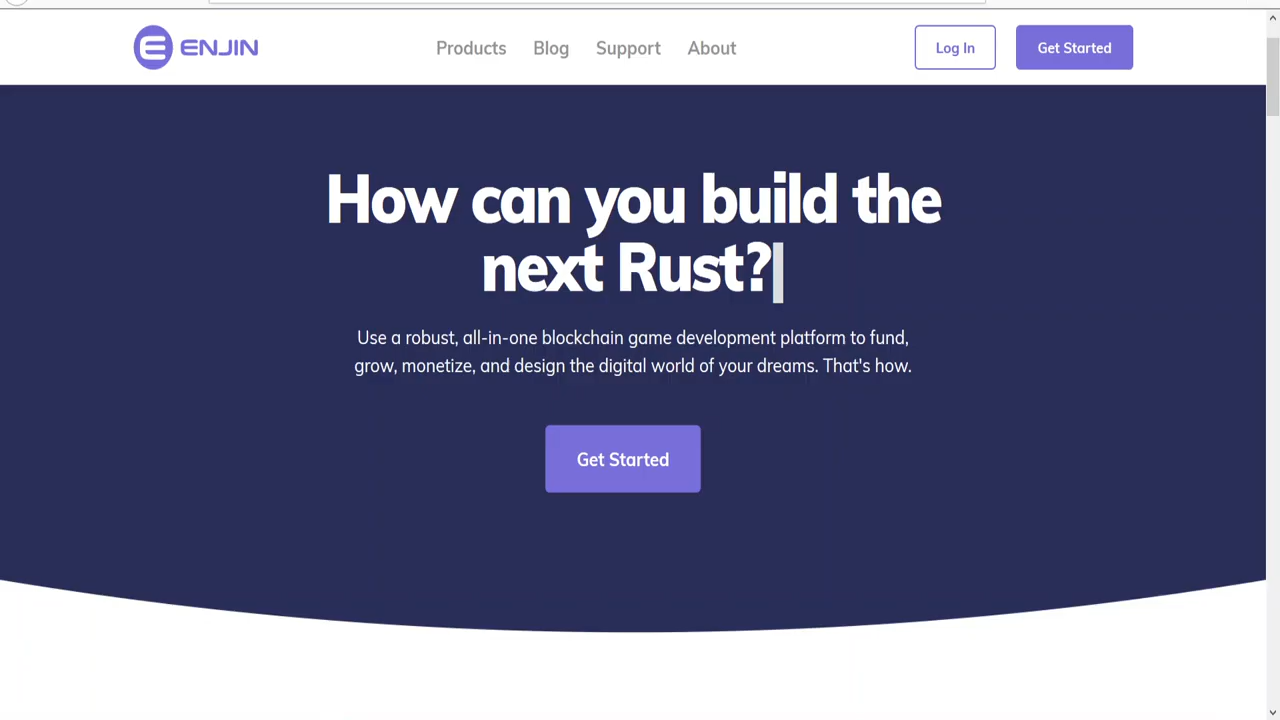 ENJIN
Products Blog Support About
Log In
Get Started
How can you build the
next Rust?
Use a robust, all-in-one blockchain game development platform to fund,
grow, monetize, and design the digital world of your dreams. That's how.
Get Started